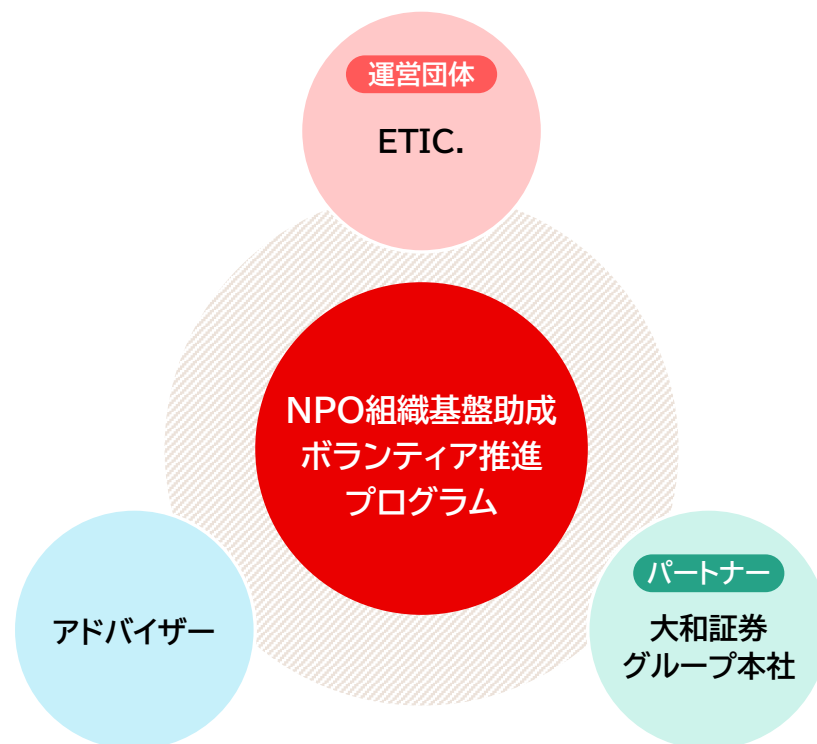 運営団体
ETIC.
NPO組織基盤助成
ボランティア推進
プログラム
アドバイザー
パートナー
大和証券
グループ本社